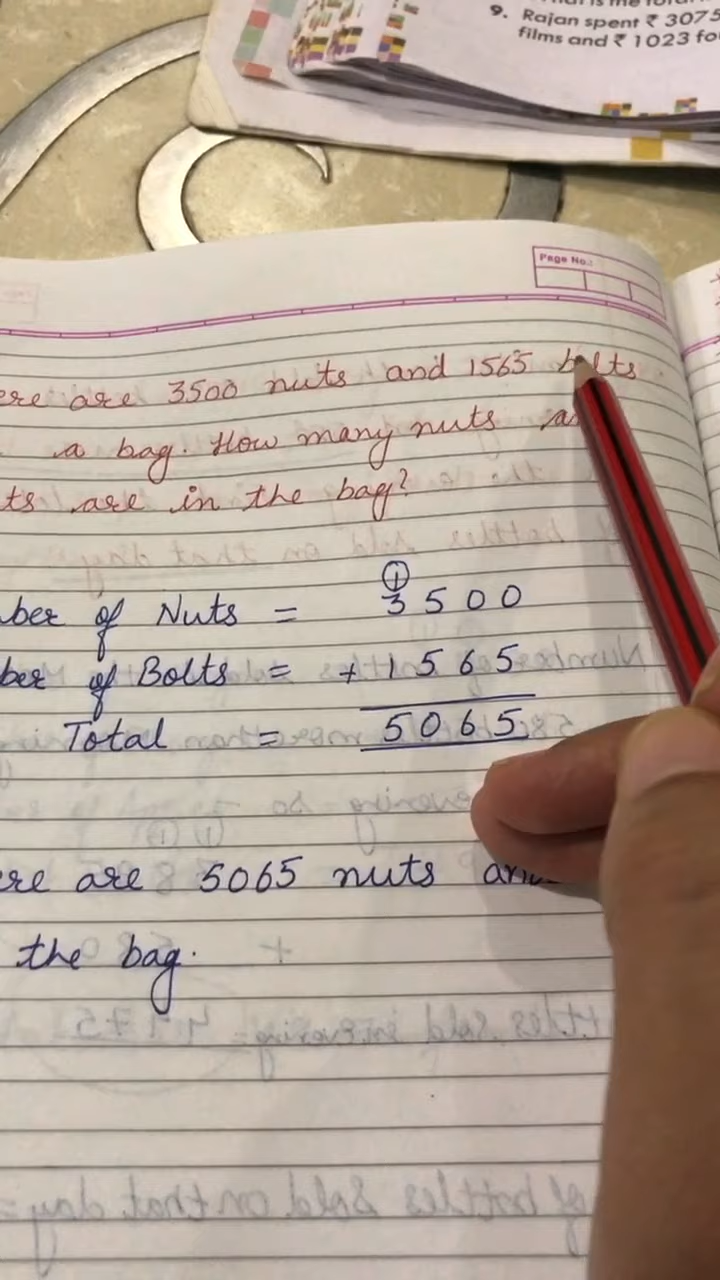 9. Rajan spent ₹ 3075
films and ₹ 1023 fo
Page No.:
ere are 3500 nuts and 1565 bolts
a bag. How many nuts
ts are in the bag?
1
ber of Nuts = 3500
ber of Bolts = + 1565
Total = 5065
ere are 5065 nuts
the bag.